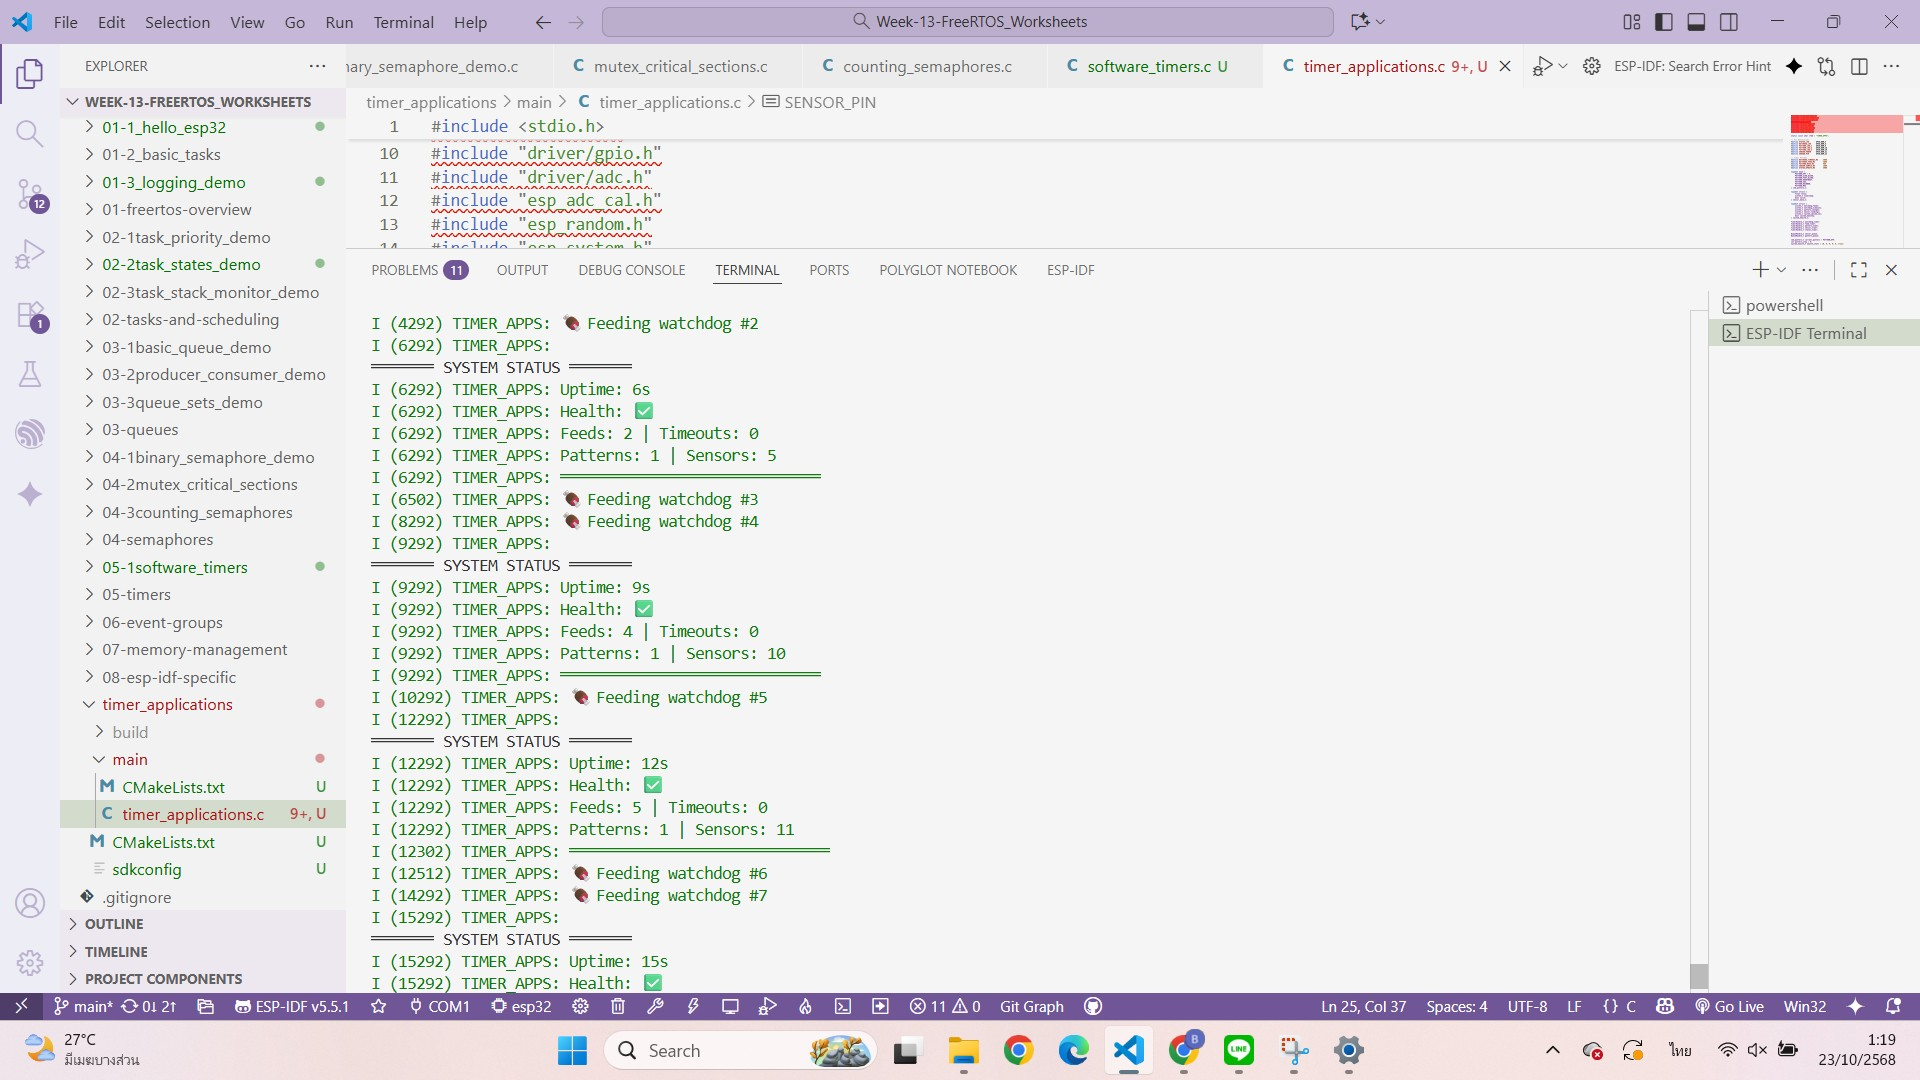 File Edit Selection View Go Run Terminal Help
Week-13-FreeRTOS_Worksheets
EXPLORER
WEEK-13-FREERTOS_WORKSHEETS
01-1_hello_esp32
01-2_basic_tasks
01-3_logging_demo
01-freertos-overview
02-1task_priority_demo
02-2task_states_demo
02-3task_stack_monitor_demo
02-tasks-and-scheduling
03-1basic_queue_demo
03-2producer_consumer_demo
03-3queue_sets_demo
03-queues
04-1binary_semaphore_demo
04-2mutex_critical_sections
04-3counting_semaphores
04-semaphores
05-1software_timers
05-timers
06-event-groups
07-memory-management
08-esp-idf-specific
timer_applications
build
main
CMakeLists.txt U
timer_applications.c 9+, U
CMakeLists.txt U
sdkconfig U
.gitignore
OUTLINE
TIMELINE
PROJECT COMPONENTS
12
1
nary_semaphore_demo.c mutex_critical_sections.c counting_semaphores.c software_timers.c U timer_applications.c 9+, U ESP-IDF: Search Error Hint
timer_applications > main > C timer_applications.c > SENSOR_PIN
1 #include <stdio.h>
10 #include "driver/gpio.h"
11 #include "driver/adc.h"
12 #include "esp_adc_cal.h"
13 #include "esp_random.h"
14 #include "esp_system.h"
PROBLEMS 11 OUTPUT DEBUG CONSOLE TERMINAL PORTS POLYGLOT NOTEBOOK ESP-IDF
powershell
ESP-IDF Terminal
I (4292) TIMER_APPS: 🍖 Feeding watchdog #2
I (6292) TIMER_APPS:
═══════ SYSTEM STATUS ═══════
I (6292) TIMER_APPS: Uptime: 6s
I (6292) TIMER_APPS: Health: ✅
I (6292) TIMER_APPS: Feeds: 2 | Timeouts: 0
I (6292) TIMER_APPS: Patterns: 1 | Sensors: 5
I (6292) TIMER_APPS: ═════════════════════════════
I (6502) TIMER_APPS: 🍖 Feeding watchdog #3
I (8292) TIMER_APPS: 🍖 Feeding watchdog #4
I (9292) TIMER_APPS:
═══════ SYSTEM STATUS ═══════
I (9292) TIMER_APPS: Uptime: 9s
I (9292) TIMER_APPS: Health: ✅
I (9292) TIMER_APPS: Feeds: 4 | Timeouts: 0
I (9292) TIMER_APPS: Patterns: 1 | Sensors: 10
I (9292) TIMER_APPS: ═════════════════════════════
I (10292) TIMER_APPS: 🍖 Feeding watchdog #5
I (12292) TIMER_APPS:
═══════ SYSTEM STATUS ═══════
I (12292) TIMER_APPS: Uptime: 12s
I (12292) TIMER_APPS: Health: ✅
I (12292) TIMER_APPS: Feeds: 5 | Timeouts: 0
I (12292) TIMER_APPS: Patterns: 1 | Sensors: 11
I (12302) TIMER_APPS: ═════════════════════════════
I (12512) TIMER_APPS: 🍖 Feeding watchdog #6
I (14292) TIMER_APPS: 🍖 Feeding watchdog #7
I (15292) TIMER_APPS:
═══════ SYSTEM STATUS ═══════
I (15292) TIMER_APPS: Uptime: 15s
I (15292) TIMER_APPS: Health: ✅
main* 0↓ 2↑ ESP-IDF v5.5.1 COM1 esp32 11 0 Git Graph Ln 25, Col 37 Spaces: 4 UTF-8 LF {} C Go Live Win32
27°C
มีเมฆบางส่วน
Search
B
LINE
ไทย
1:19
23/10/2568